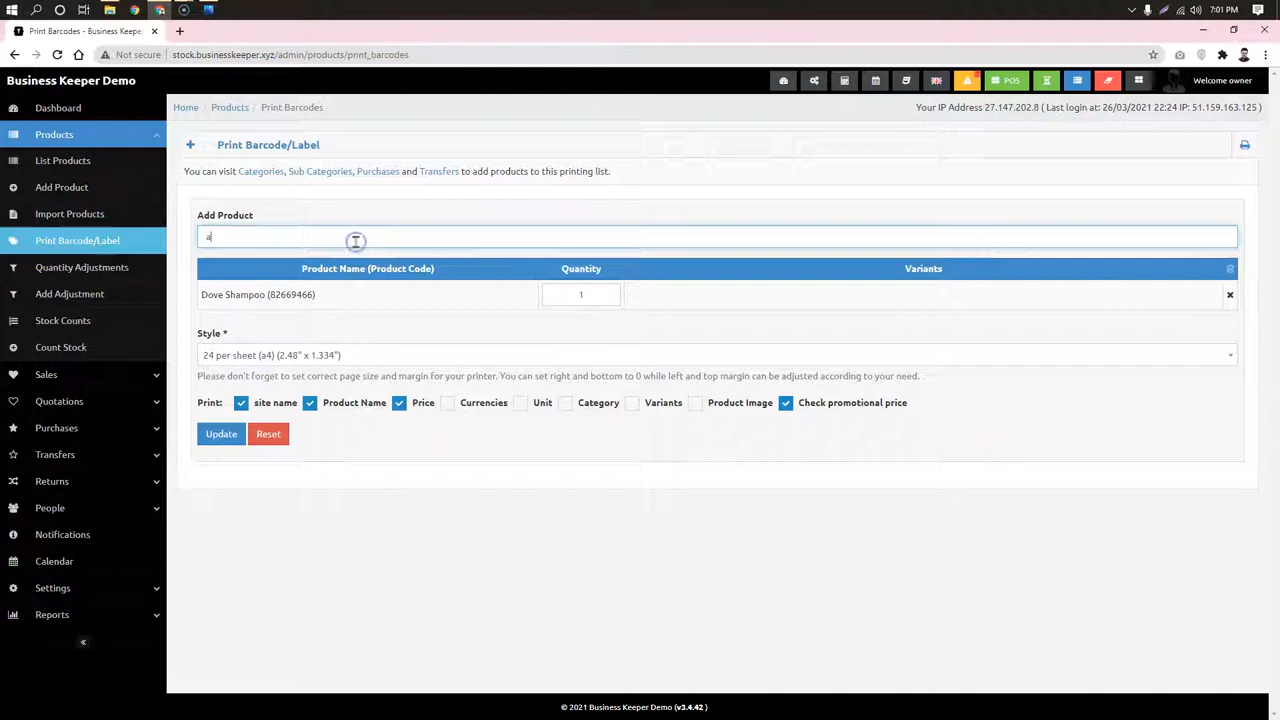 7:01 PM
Print Barcodes - Business Keepe
Not secure
stock.businesskeeper.xyz/admin/products/print_barcodes
Business Keeper Demo
POS
Welcome owner
Dashboard
Products
List Products
Add Product
Import Products
Print Barcode/Label
Quantity Adjustments
Add Adjustment
Stock Counts
Count Stock
Sales
Quotations
Purchases
Transfers
Returns
People
Notifications
Calendar
Settings
Reports
Home / Products / Print Barcodes
Your IP Address 27.147.202.8 ( Last login at: 26/03/2021 22:24 IP: 51.159.163.125 )
Print Barcode/Label
You can visit Categories, Sub Categories, Purchases and Transfers to add products to this printing list.
Add Product
a
Product Name (Product Code) Quantity Variants
Dove Shampoo (82669466) 1
Style *
24 per sheet (a4) (2.48" x 1.334")
Please don't forget to set correct page size and margin for your printer. You can set right and bottom to 0 while left and top margin can be adjusted according to your need.
Print: site name Product Name Price Currencies Unit Category Variants Product Image Check promotional price
Update Reset
© 2021 Business Keeper Demo (v3.4.42 )